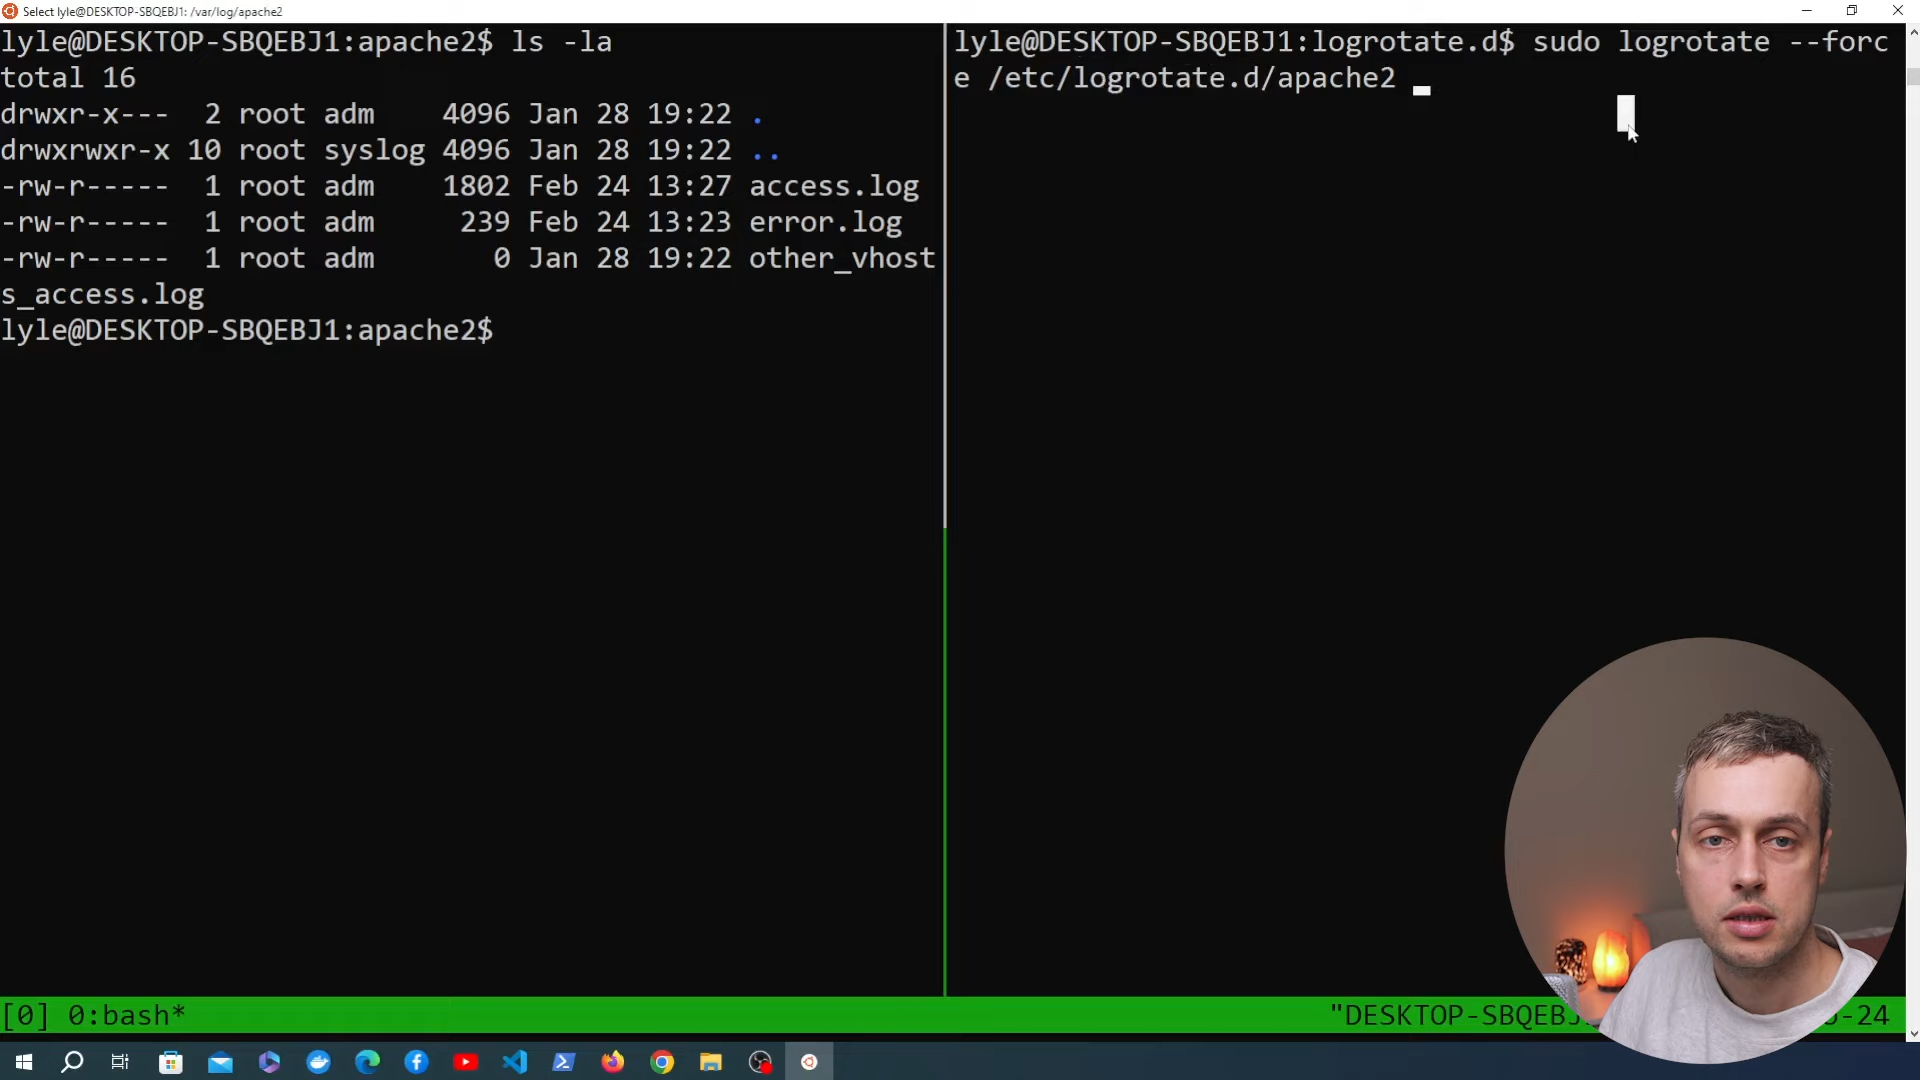 Select lyle@DESKTOP-SBQEBJ1: /var/log/apache2
lyle@DESKTOP-SBQEBJ1:apache2$ ls -la
total 16
drwxr-x--- 2 root adm 4096 Jan 28 19:22 .
drwxrwxr-x 10 root syslog 4096 Jan 28 19:22 ..
-rw-r----- 1 root adm 1802 Feb 24 13:27 access.log
-rw-r----- 1 root adm 239 Feb 24 13:23 error.log
-rw-r----- 1 root adm 0 Jan 28 19:22 other_vhost
s_access.log
lyle@DESKTOP-SBQEBJ1:apache2$
lyle@DESKTOP-SBQEBJ1:logrotate.d$ sudo logrotate --forc
e /etc/logrotate.d/apache2
[0] 0:bash*
"DESKTOP-SBQEBJ -24